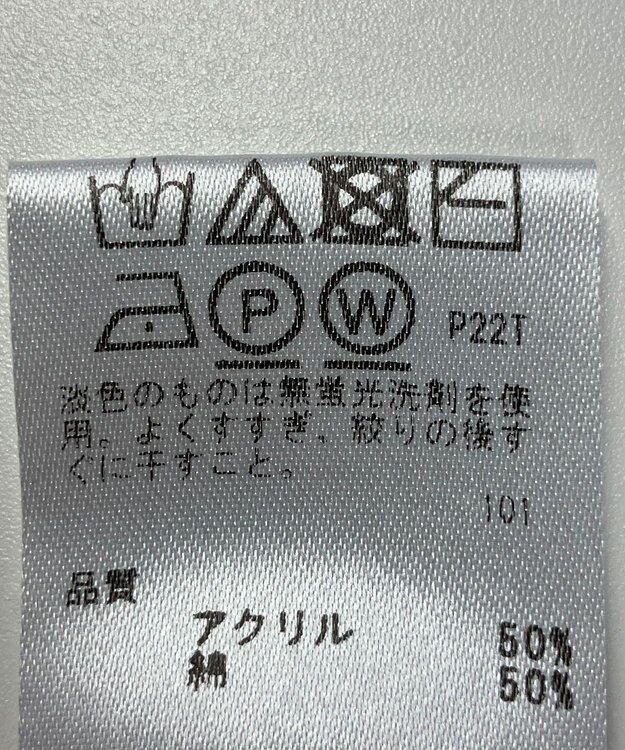 P
W
P22T
淡色のものは無蛍光洗剤を使
用。よくすすぎ、絞りの後す
ぐに干すこと。
101
品質
アクリル 50%
綿 50%